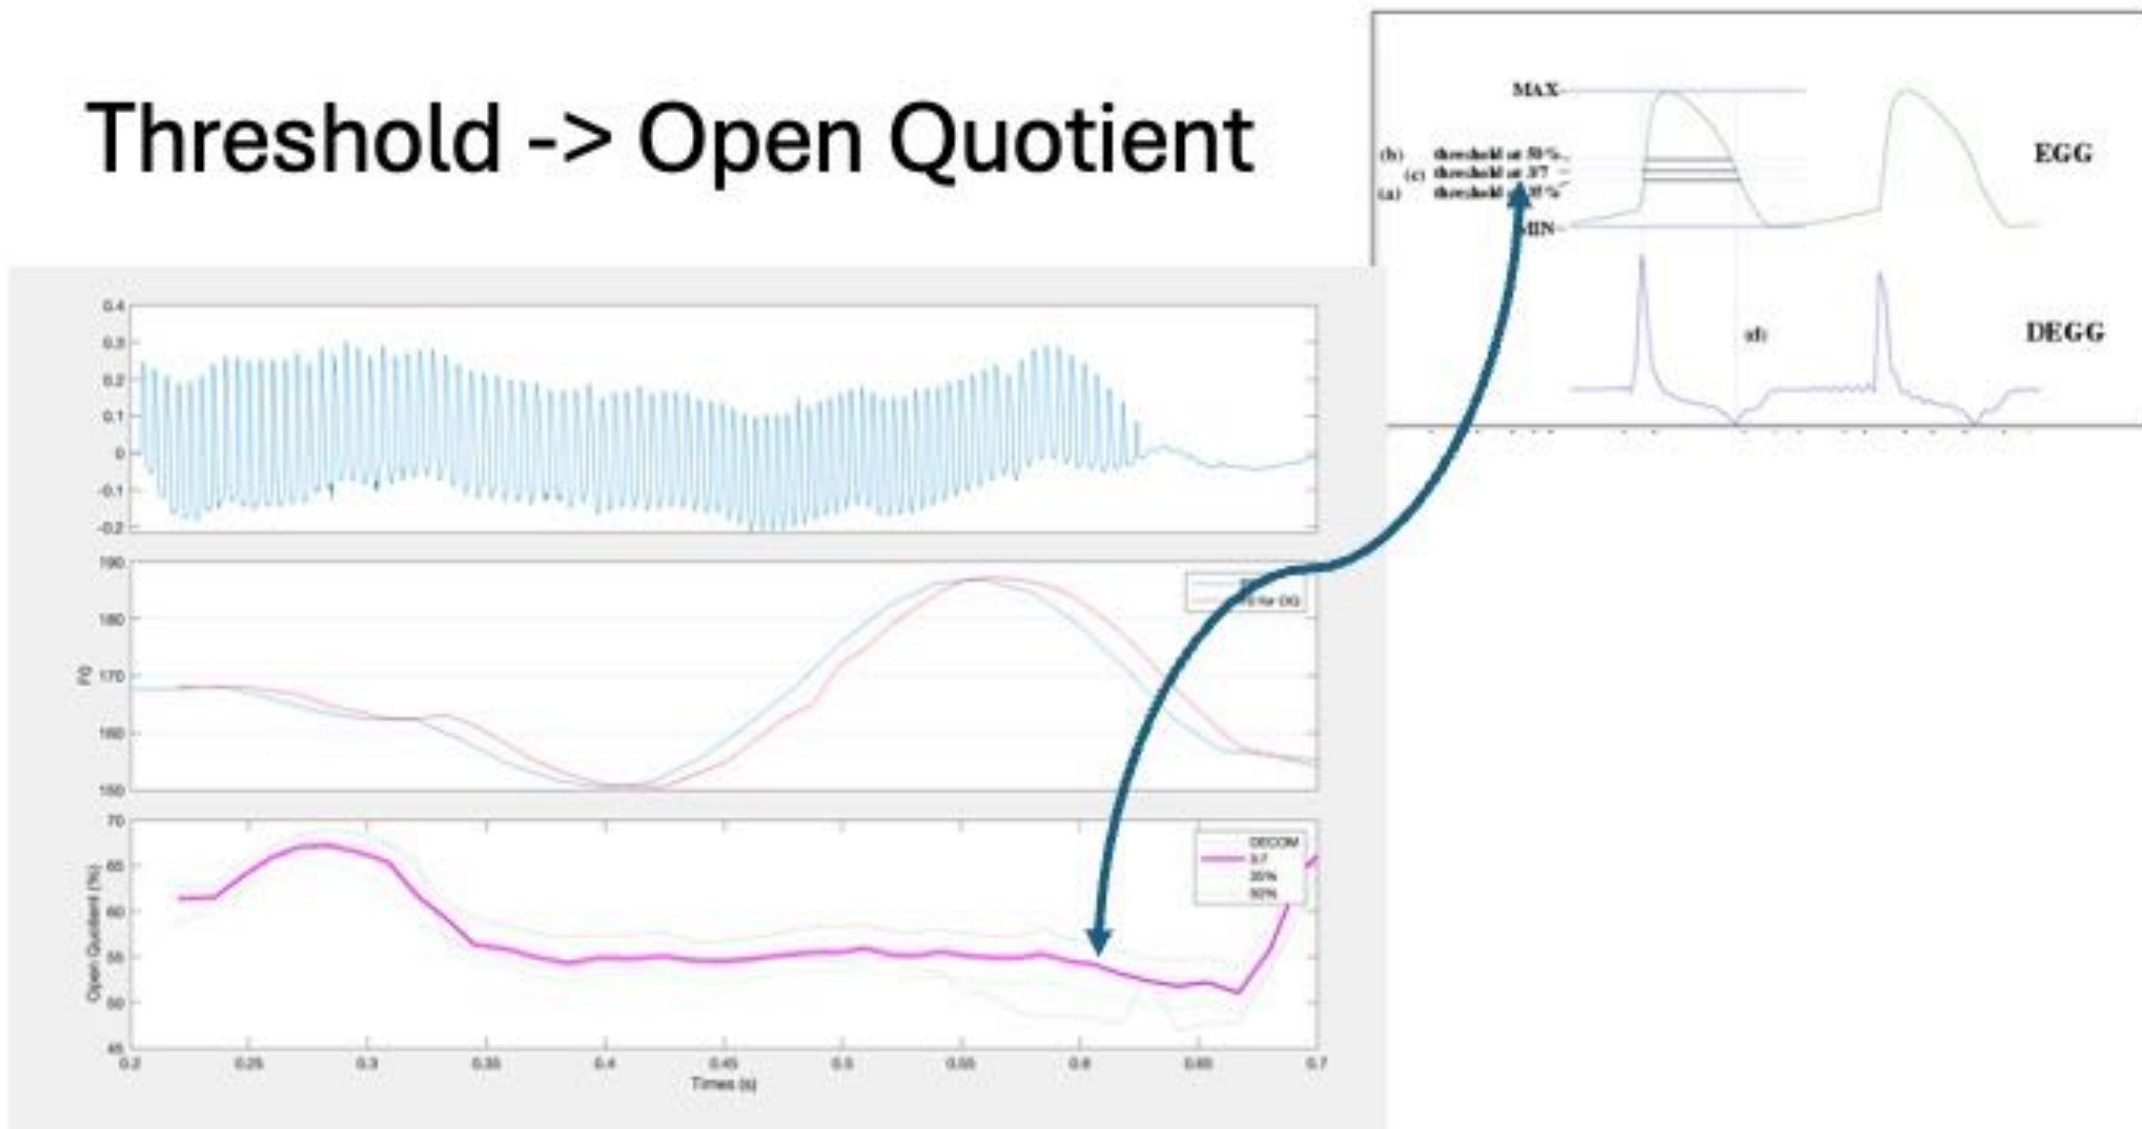 Threshold -> Open Quotient
MAX
(b) threshold at 50%
(c) threshold at 3/7
(a) threshold 35%
MIN
EGG
(d)
DEGG
0.4
0.3
0.2
0.1
0
-0.1
-0.2
190
180
170
160
150
F0
for OQ
70
65
60
55
50
45
Open Quotient (%)
DECOM
3/7
35%
50%
0.2 0.25 0.3 0.35 0.4 0.45 0.5 0.55 0.6 0.65 0.7
Times (s)